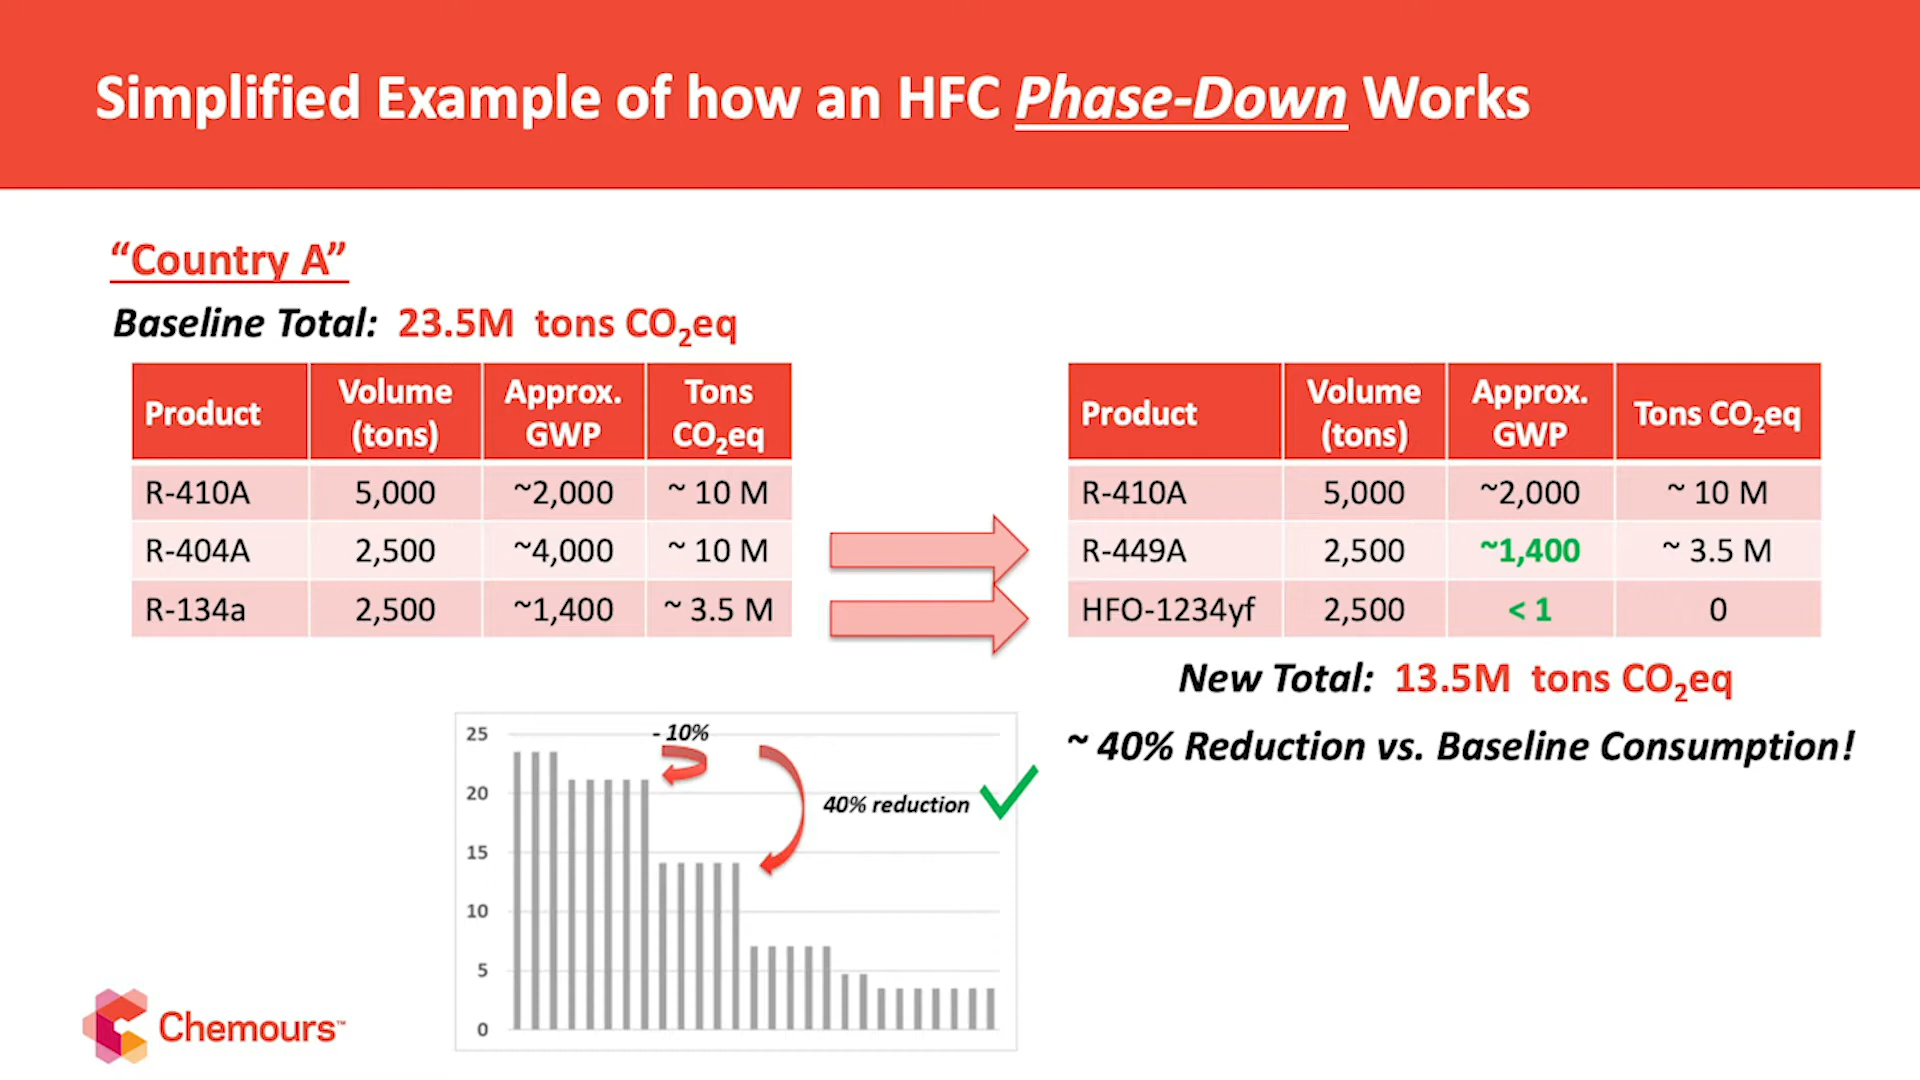 Simplified Example of how an HFC Phase-Down Works
“Country A”
Baseline Total: 23.5M tons CO₂eq
Product Volume (tons) Approx. GWP Tons CO₂eq
R-410A 5,000 ~2,000 ~ 10 M
R-404A 2,500 ~4,000 ~ 10 M
R-134a 2,500 ~1,400 ~ 3.5 M
Product Volume (tons) Approx. GWP Tons CO₂eq
R-410A 5,000 ~2,000 ~ 10 M
R-449A 2,500 ~1,400 ~ 3.5 M
HFO-1234yf 2,500 < 1 0
New Total: 13.5M tons CO₂eq
~ 40% Reduction vs. Baseline Consumption!
25
- 10%
20
40% reduction
15
10
5
0
Chemours™